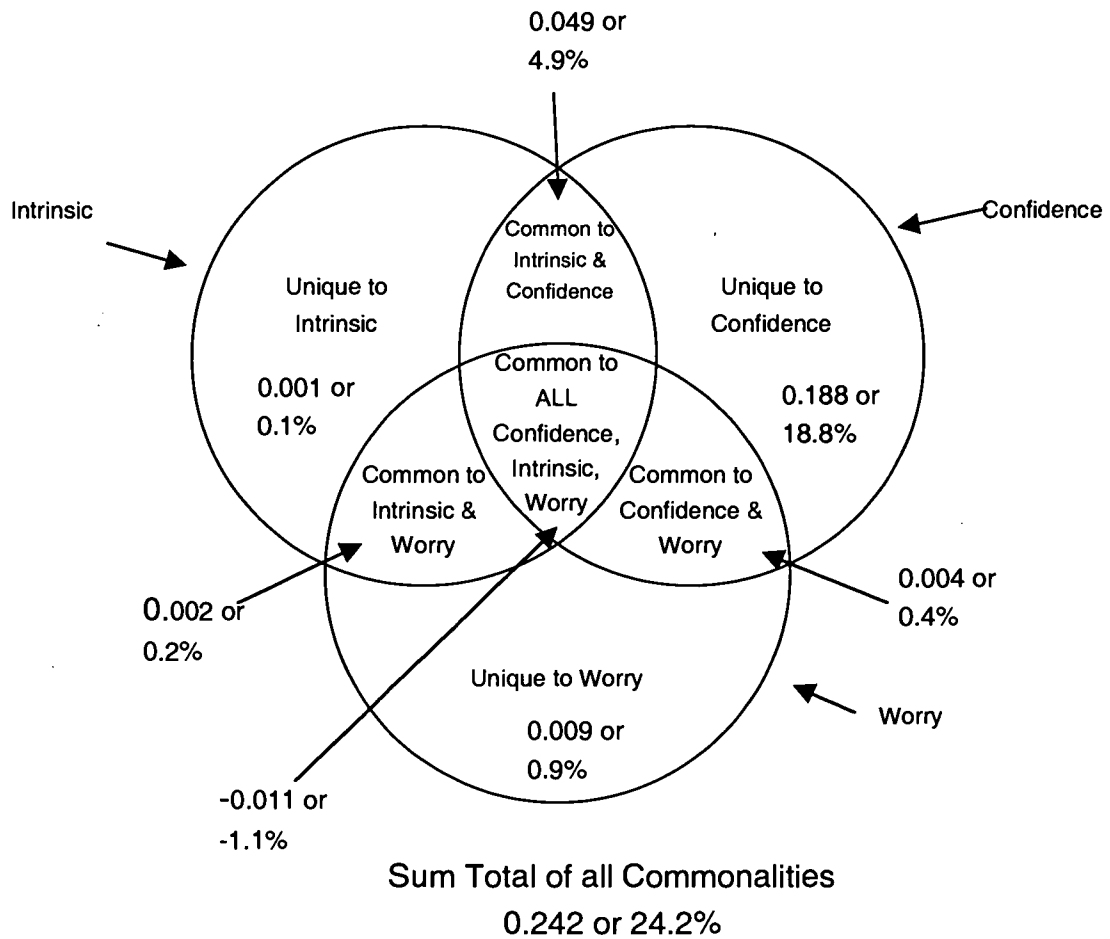 0.049 or
4.9%
Intrinsic
Confidence
Common to
Intrinsic &
Confidence
Unique to
Intrinsic
Unique to
Confidence
0.001 or
0.1%
Common to
ALL
Confidence,
Intrinsic,
Worry
0.188 or
18.8%
Common to
Intrinsic &
Worry
Common to
Confidence &
Worry
0.002 or
0.2%
0.004 or
0.4%
Unique to Worry
0.009 or
0.9%
Worry
-0.011 or
-1.1%
Sum Total of all Commonalities
0.242 or 24.2%